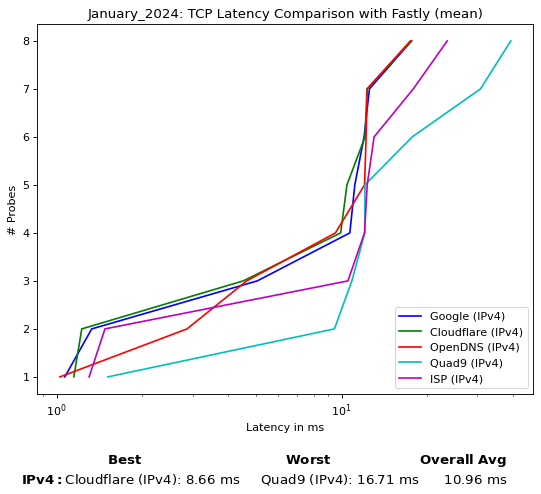 January_2024: TCP Latency Comparison with Fastly (mean)
8
7
6
5
4
3
2
1
# Probes
Google (IPv4)
Cloudflare (IPv4)
OpenDNS (IPv4)
Quad9 (IPv4)
ISP (IPv4)
10⁰ 10¹
Latency in ms
Best Worst Overall Avg
IPv4: Cloudflare (IPv4): 8.66 ms Quad9 (IPv4): 16.71 ms 10.96 ms